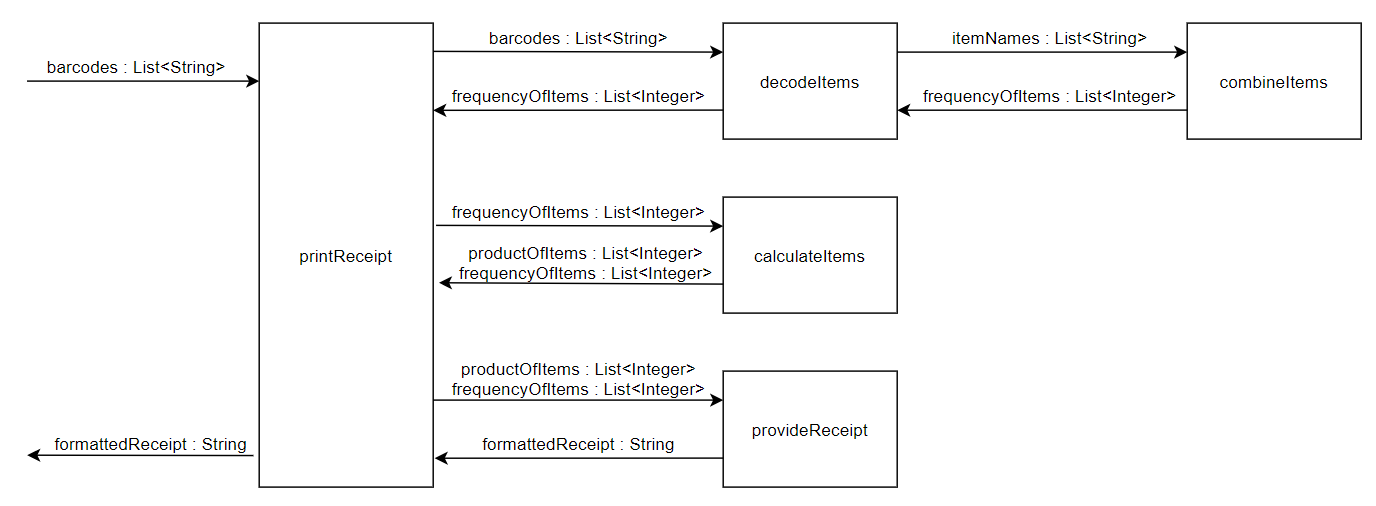 barcodes : List<String>
itemNames : List<String>
barcodes : List<String>
decodeItems
combineItems
frequencyOfItems : List<Integer>
frequencyOfItems : List<Integer>
frequencyOfItems : List<Integer>
printReceipt
productOfItems : List<Integer>
frequencyOfItems : List<Integer>
calculateItems
productOfItems : List<Integer>
frequencyOfItems : List<Integer>
provideReceipt
formattedReceipt : String
formattedReceipt : String